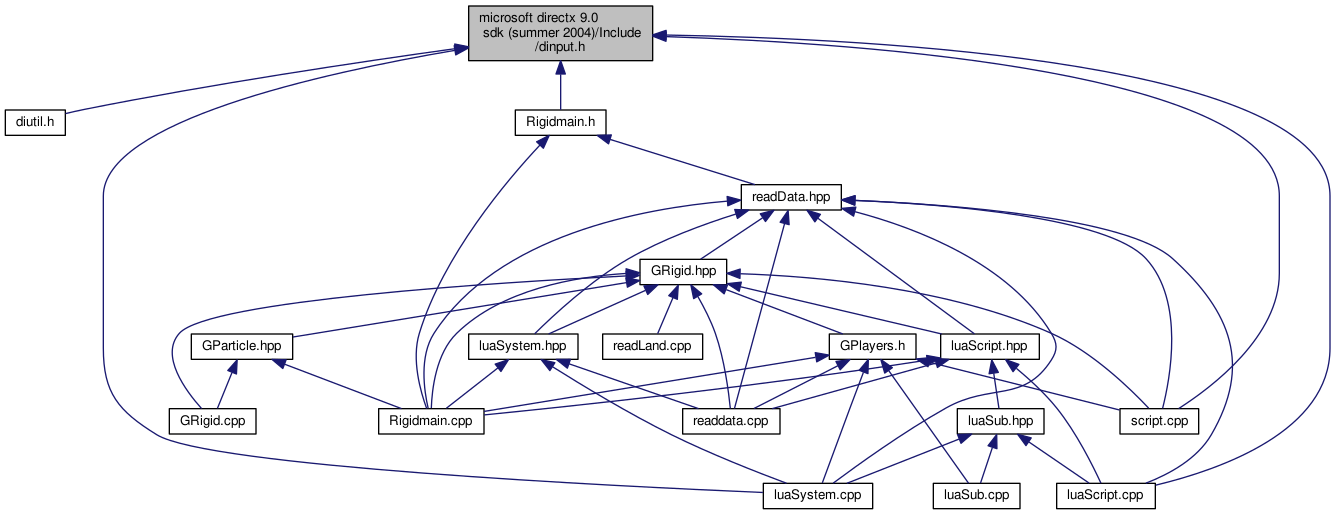 microsoft directx 9.0
sdk (summer 2004)/Include
/dinput.h
diutil.h
Rigidmain.h
readData.hpp
GRigid.hpp
GParticle.hpp
luaSystem.hpp
readLand.cpp
GPlayers.h
luaScript.hpp
GRigid.cpp
Rigidmain.cpp
readdata.cpp
luaSub.hpp
script.cpp
luaSystem.cpp
luaSub.cpp
luaScript.cpp